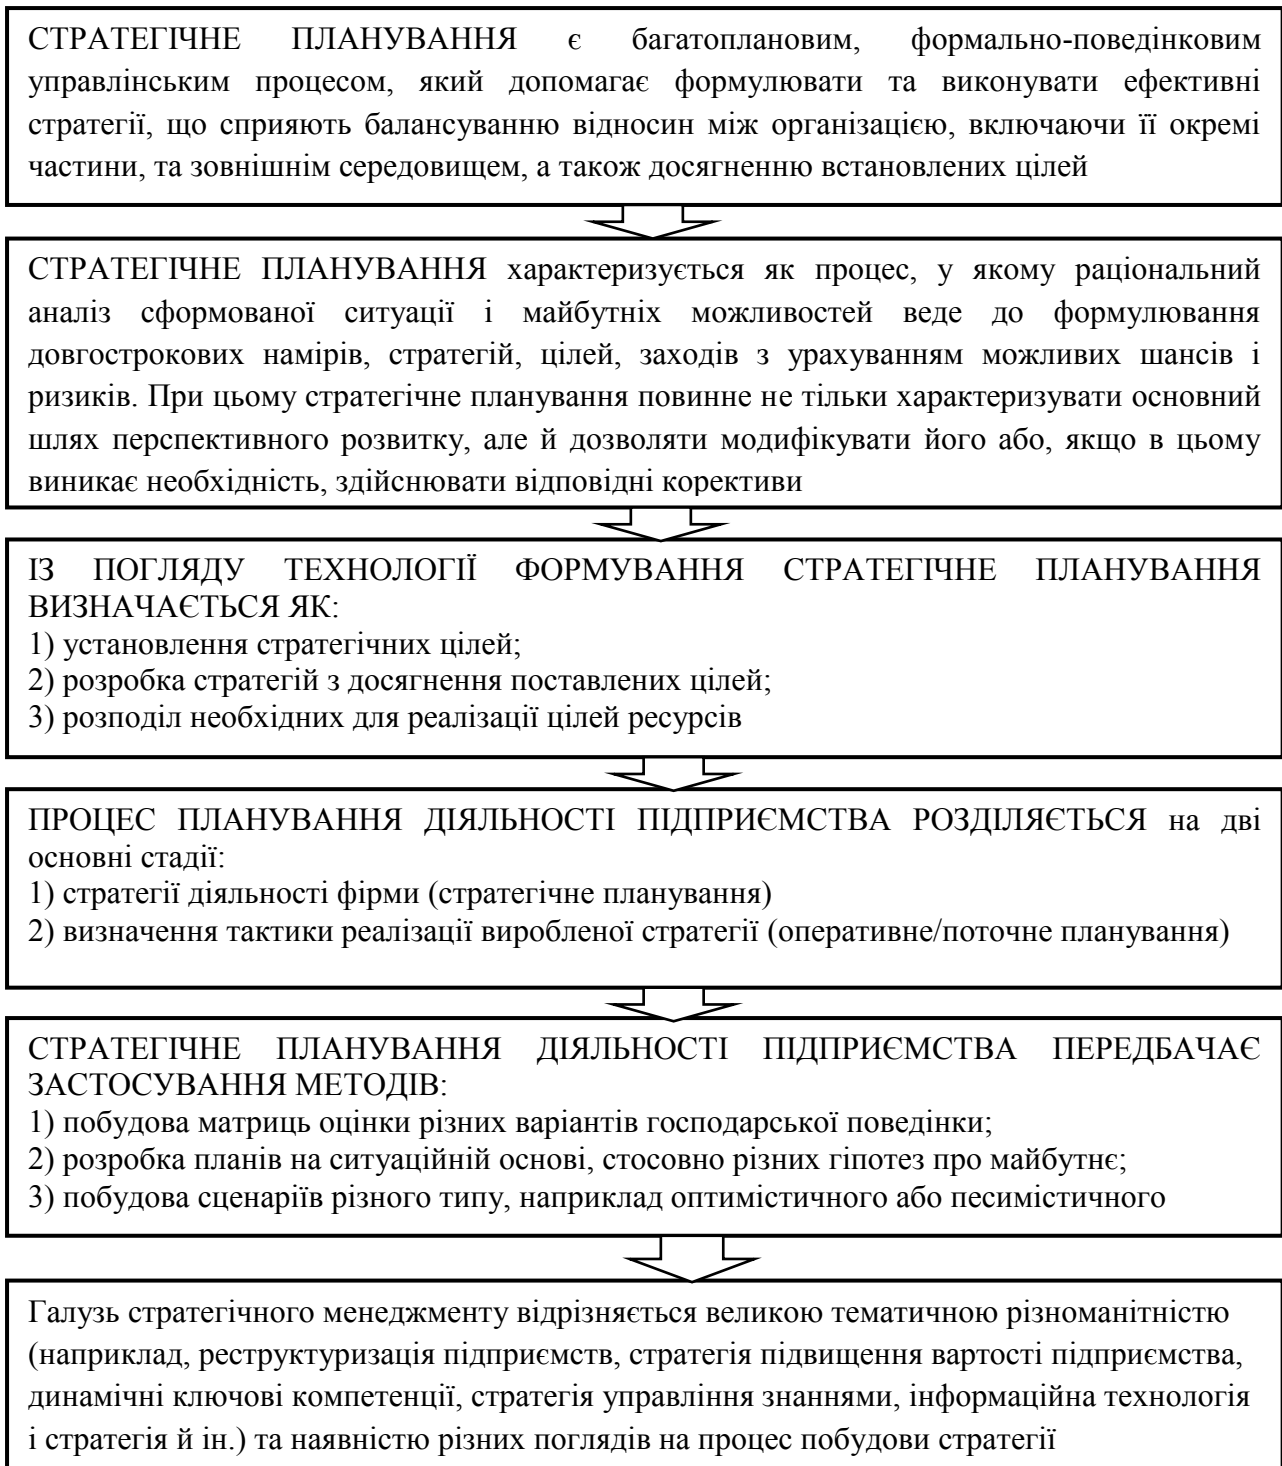 СТРАТЕГІЧНЕ ПЛАНУВАННЯ є багатоплановим, формально-поведінковим
управлінським процесом, який допомагає формулювати та виконувати ефективні
стратегії, що сприяють балансуванню відносин між організацією, включаючи її окремі
частини, та зовнішнім середовищем, а також досягненню встановлених цілей
СТРАТЕГІЧНЕ ПЛАНУВАННЯ характеризується як процес, у якому раціональний
аналіз сформованої ситуації і майбутніх можливостей веде до формулювання
довгострокових намірів, стратегій, цілей, заходів з урахуванням можливих шансів і
ризиків. При цьому стратегічне планування повинне не тільки характеризувати основний
шлях перспективного розвитку, але й дозволяти модифікувати його або, якщо в цьому
виникає необхідність, здійснювати відповідні корективи
ІЗ ПОГЛЯДУ ТЕХНОЛОГІЇ ФОРМУВАННЯ СТРАТЕГІЧНЕ ПЛАНУВАННЯ
ВИЗНАЧАЄТЬСЯ ЯК:
1) установлення стратегічних цілей;
2) розробка стратегій з досягнення поставлених цілей;
3) розподіл необхідних для реалізації цілей ресурсів
ПРОЦЕС ПЛАНУВАННЯ ДІЯЛЬНОСТІ ПІДПРИЄМСТВА РОЗДІЛЯЄТЬСЯ на дві
основні стадії:
1) стратегії діяльності фірми (стратегічне планування)
2) визначення тактики реалізації виробленої стратегії (оперативне/поточне планування)
СТРАТЕГІЧНЕ ПЛАНУВАННЯ ДІЯЛЬНОСТІ ПІДПРИЄМСТВА ПЕРЕДБАЧАЄ
ЗАСТОСУВАННЯ МЕТОДІВ:
1) побудова матриць оцінки різних варіантів господарської поведінки;
2) розробка планів на ситуаційній основі, стосовно різних гіпотез про майбутнє;
3) побудова сценаріїв різного типу, наприклад оптимістичного або песимістичного
Галузь стратегічного менеджменту відрізняється великою тематичною різноманітністю
(наприклад, реструктуризація підприємств, стратегія підвищення вартості підприємства,
динамічні ключові компетенції, стратегія управління знаннями, інформаційна технологія
і стратегія й ін.) та наявністю різних поглядів на процес побудови стратегії